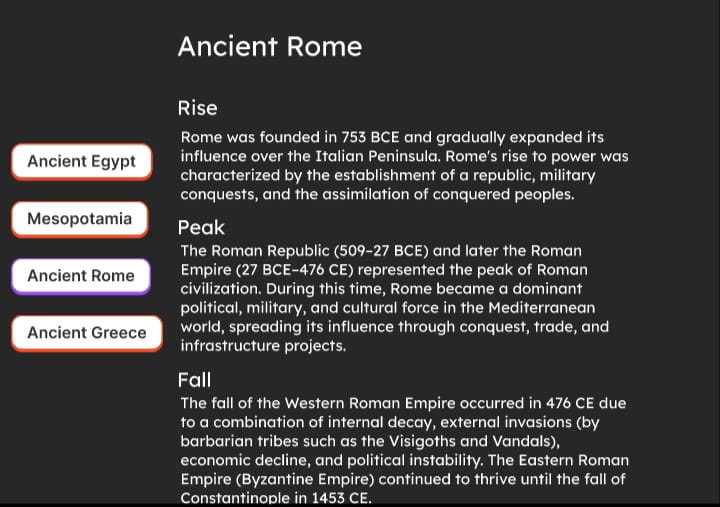 Ancient Rome
Rise
Rome was founded in 753 BCE and gradually expanded its
influence over the Italian Peninsula. Rome's rise to power was
characterized by the establishment of a republic, military
conquests, and the assimilation of conquered peoples.
Peak
The Roman Republic (509–27 BCE) and later the Roman
Empire (27 BCE–476 CE) represented the peak of Roman
civilization. During this time, Rome became a dominant
political, military, and cultural force in the Mediterranean
world, spreading its influence through conquest, trade, and
infrastructure projects.
Fall
The fall of the Western Roman Empire occurred in 476 CE due
to a combination of internal decay, external invasions (by
barbarian tribes such as the Visigoths and Vandals),
economic decline, and political instability. The Eastern Roman
Empire (Byzantine Empire) continued to thrive until the fall of
Constantinople in 1453 CE.
Ancient Egypt
Mesopotamia
Ancient Rome
Ancient Greece